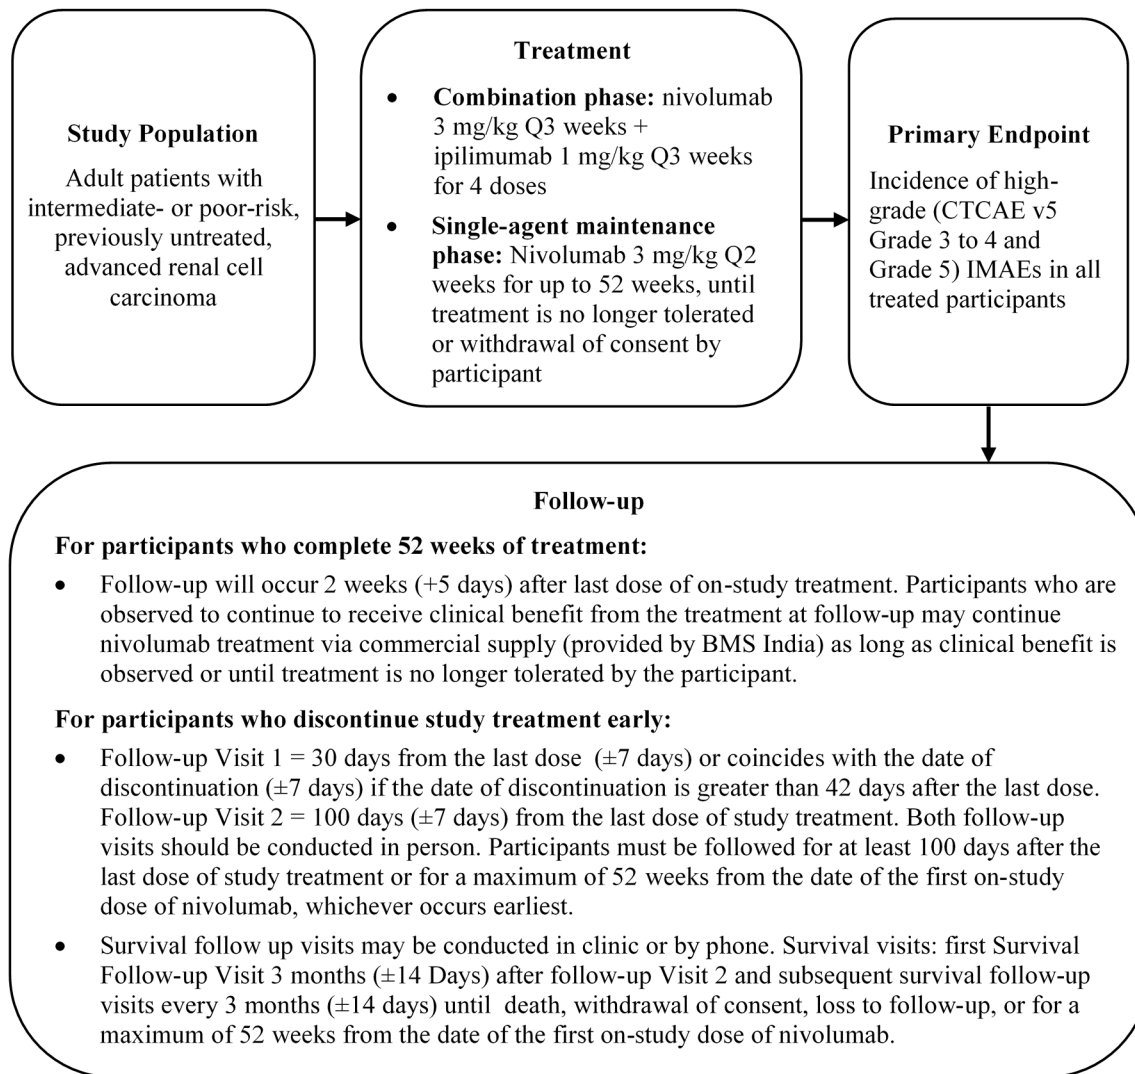 Study Population
Adult patients with
intermediate- or poor-risk,
previously untreated,
advanced renal cell
carcinoma
Treatment
• Combination phase: nivolumab
3 mg/kg Q3 weeks +
ipilimumab 1 mg/kg Q3 weeks
for 4 doses
• Single-agent maintenance
phase: Nivolumab 3 mg/kg Q2
weeks for up to 52 weeks, until
treatment is no longer tolerated
or withdrawal of consent by
participant
Primary Endpoint
Incidence of high-
grade (CTCAE v5
Grade 3 to 4 and
Grade 5) IMAEs in all
treated participants
Follow-up
For participants who complete 52 weeks of treatment:
• Follow-up will occur 2 weeks (+5 days) after last dose of on-study treatment. Participants who are
observed to continue to receive clinical benefit from the treatment at follow-up may continue
nivolumab treatment via commercial supply (provided by BMS India) as long as clinical benefit is
observed or until treatment is no longer tolerated by the participant.
For participants who discontinue study treatment early:
• Follow-up Visit 1 = 30 days from the last dose (±7 days) or coincides with the date of
discontinuation (±7 days) if the date of discontinuation is greater than 42 days after the last dose.
Follow-up Visit 2 = 100 days (±7 days) from the last dose of study treatment. Both follow-up
visits should be conducted in person. Participants must be followed for at least 100 days after the
last dose of study treatment or for a maximum of 52 weeks from the date of the first on-study
dose of nivolumab, whichever occurs earliest.
• Survival follow up visits may be conducted in clinic or by phone. Survival visits: first Survival
Follow-up Visit 3 months (±14 Days) after follow-up Visit 2 and subsequent survival follow-up
visits every 3 months (±14 days) until death, withdrawal of consent, loss to follow-up, or for a
maximum of 52 weeks from the date of the first on-study dose of nivolumab.